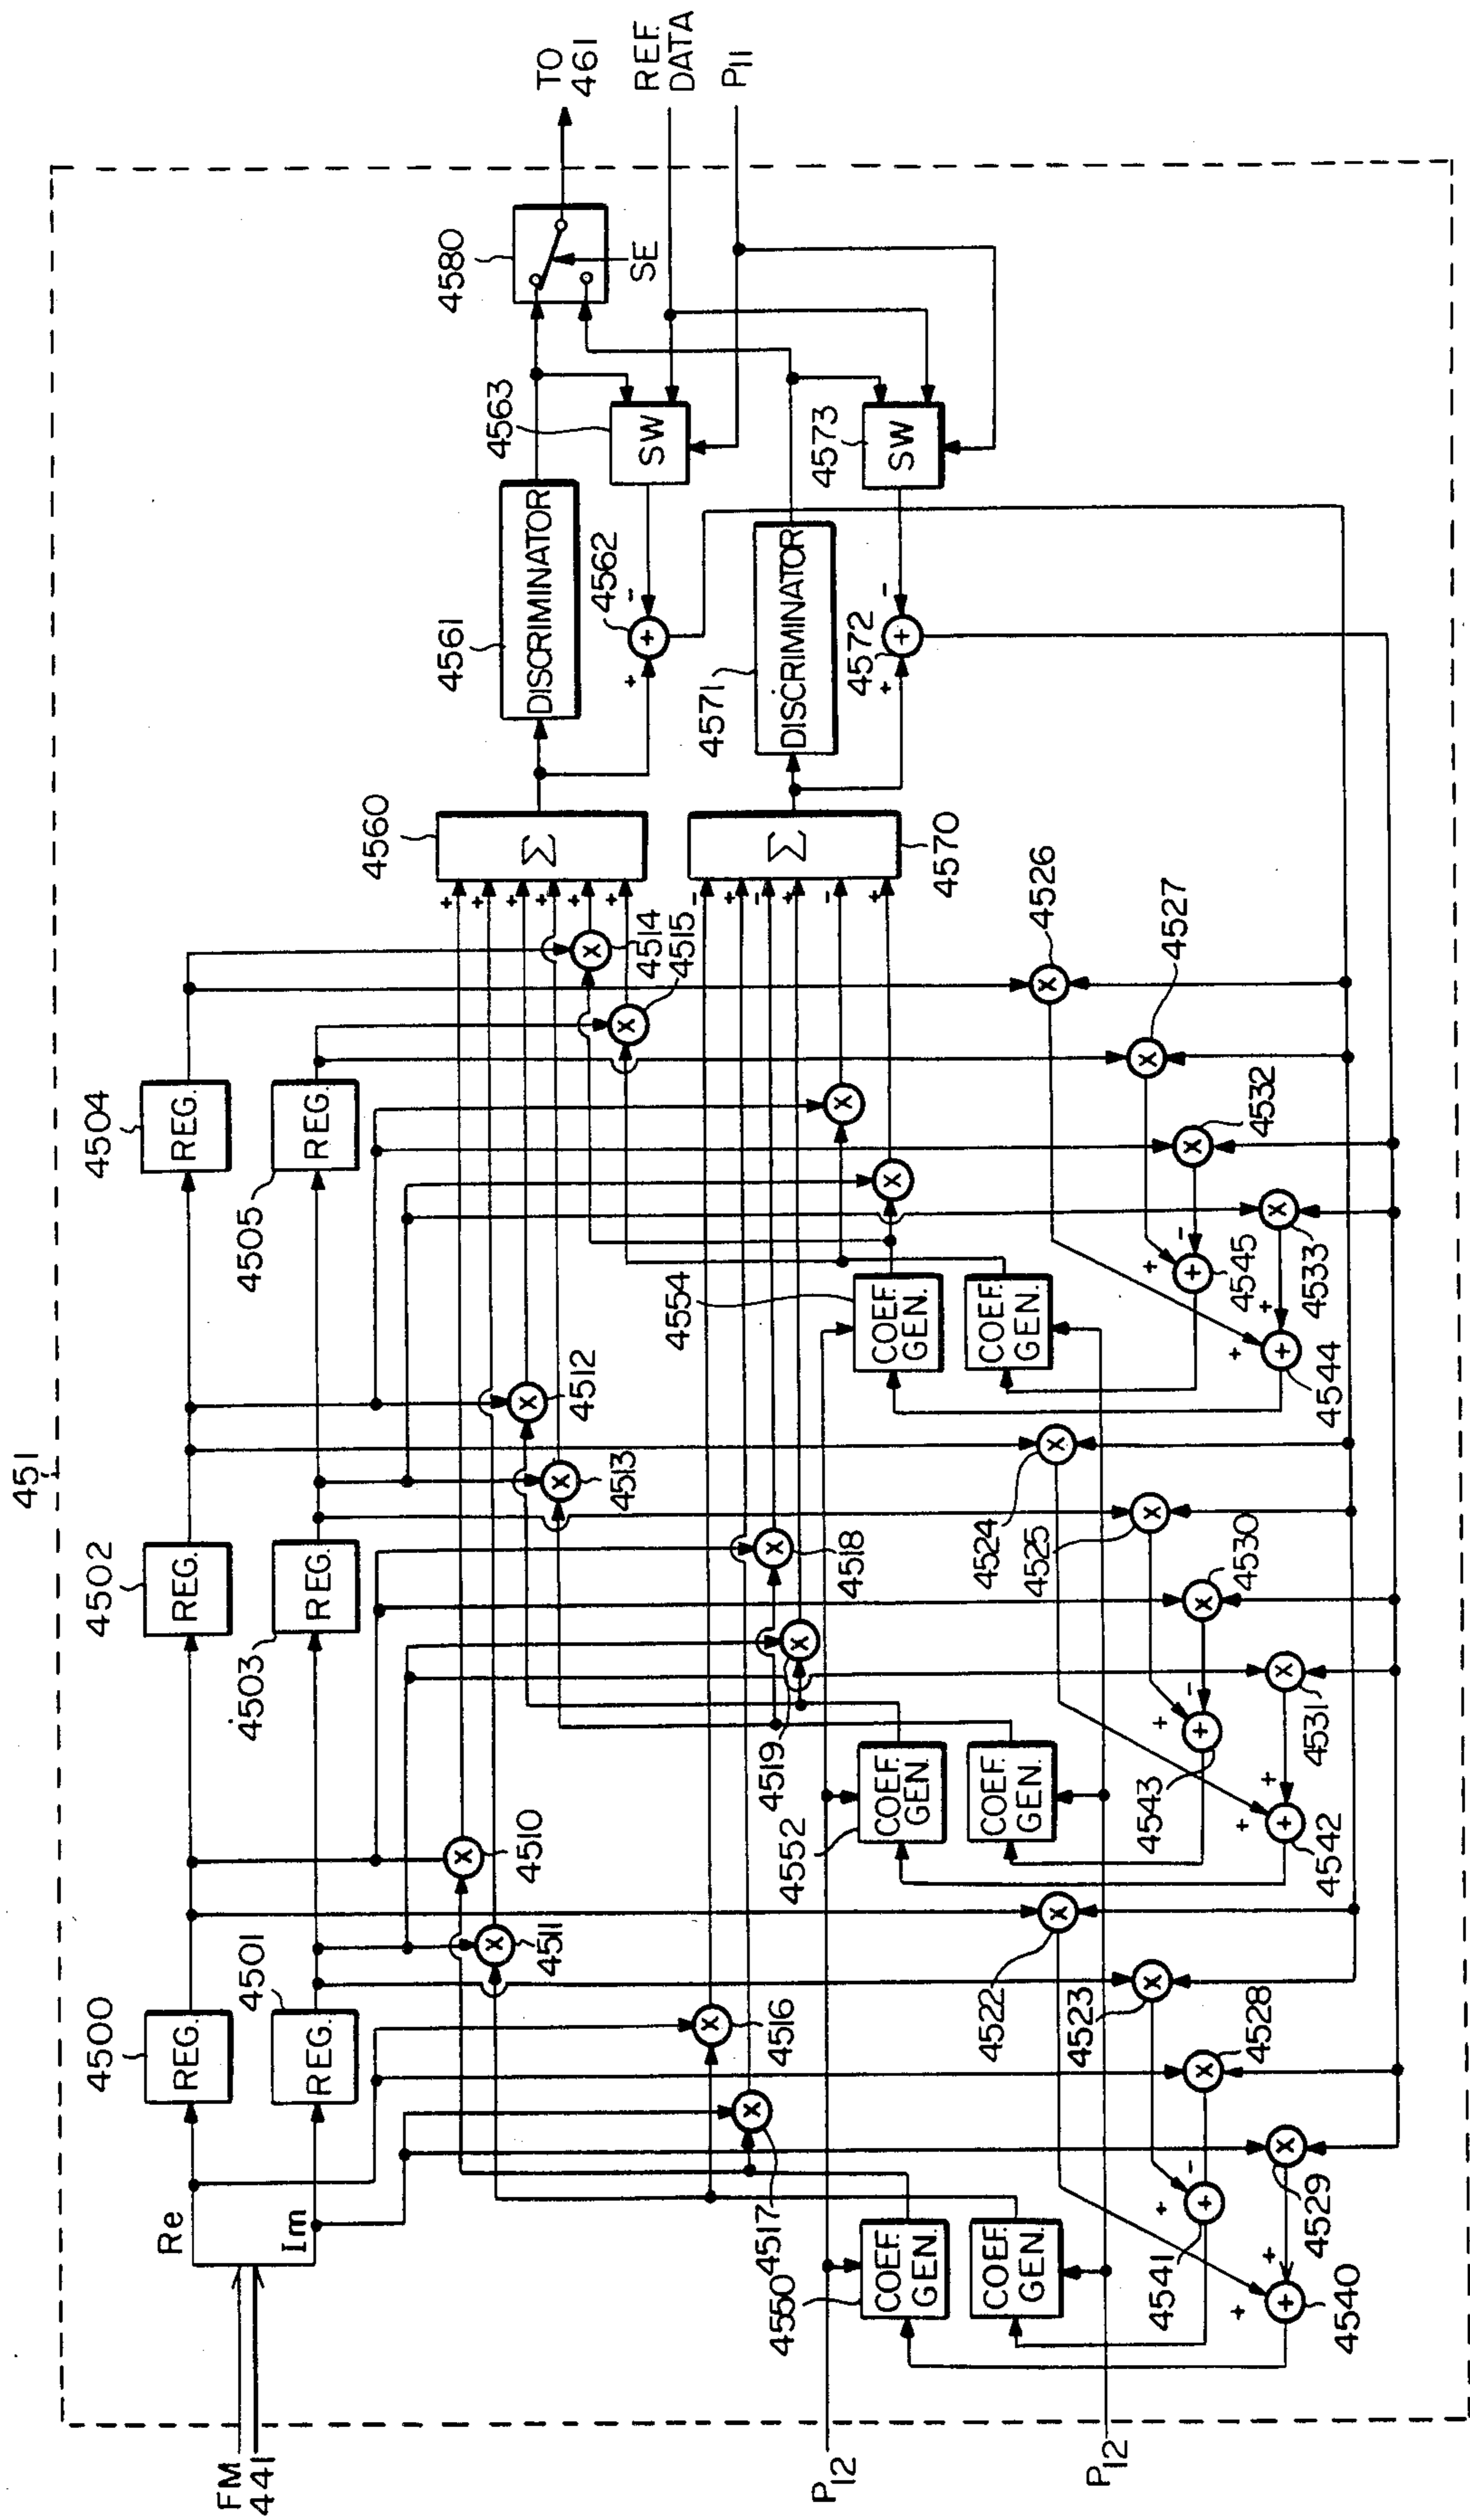 451
FM
441
Re
Im
4500
REG.
4501
REG.
4502
REG.
4503
REG.
4504
REG.
4505
REG.
4510
4511
4512
4513
4514
4515
4516
4517
4518
4519
4560
Σ
4570
Σ
4561
DISCRIMINATOR
4571
DISCRIMINATOR
4562
4572
4563
SW
4573
SW
4580
SE
TO
461
REF.
DATA
P11
P12
P12
4550
COEF.
GEN.
COEF.
GEN.
4552
COEF.
GEN
COEF.
GEN.
4554
COEF.
GEN.
COEF.
GEN.
4522
4523
4524
4525
4526
4527
4528
4529
4530
4531
4532
4533
4540
4541
4542
4543
4544
4545